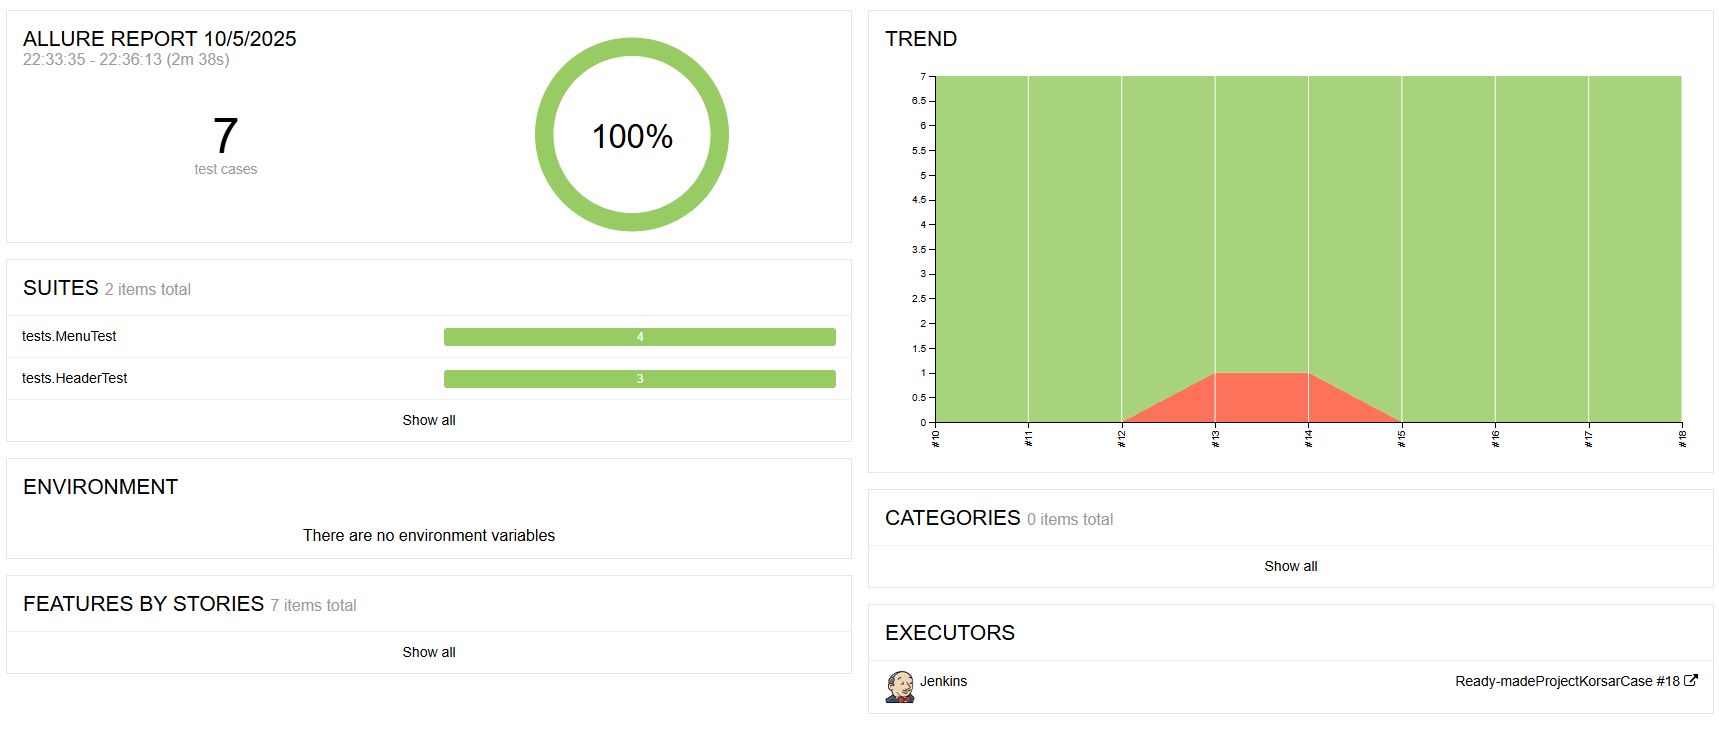 ALLURE REPORT 10/5/2025
22:33:35 - 22:36:13 (2m 38s)
7
test cases
100%
SUITES 2 items total
tests.MenuTest 4
tests.HeaderTest 3
Show all
ENVIRONMENT
There are no environment variables
FEATURES BY STORIES 7 items total
Show all
TREND
7
6.5
6
5.5
5
4.5
4
3.5
3
2.5
2
1.5
1
0.5
0
#10
#11
#12
#13
#14
#15
#16
#17
#18
CATEGORIES 0 items total
Show all
EXECUTORS
Jenkins Ready-madeProjectKorsarCase #18